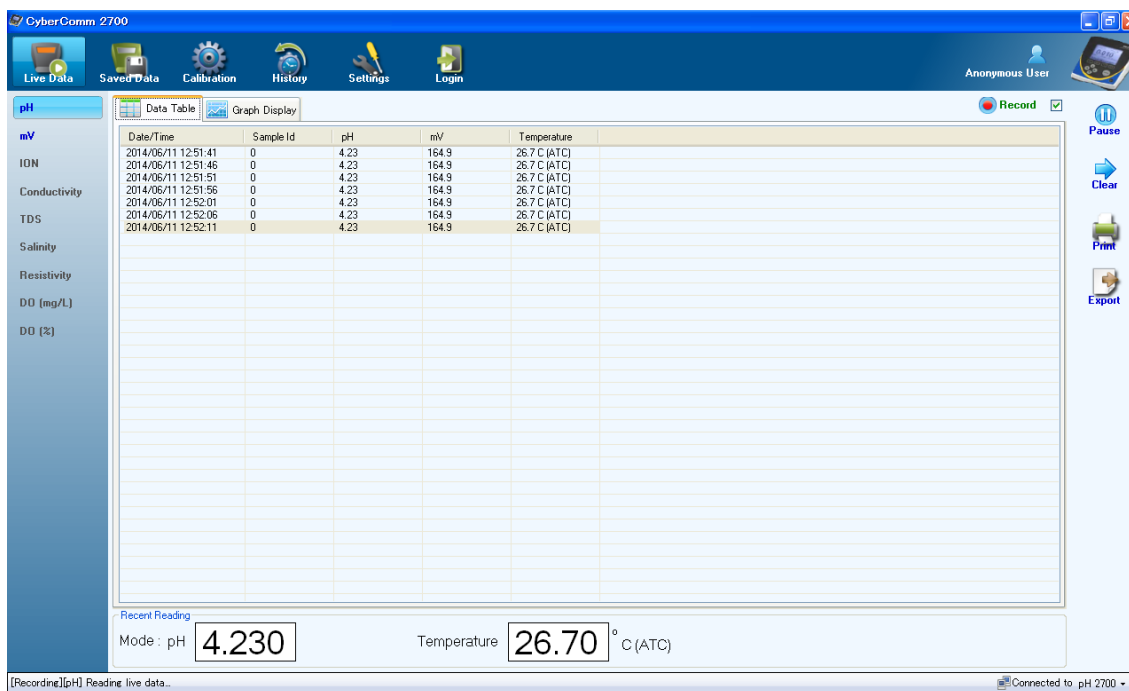 CyberComm 2700
Live Data Saved Data Calibration History Settings Login Anonymous User
pH
mV
ION
Conductivity
TDS
Salinity
Resistivity
DO (mg/L)
DO (%)
Data Table Graph Display Record
Date/Time Sample Id pH mV Temperature
2014/06/11 12:51:41 0 4.23 164.9 26.7 C (ATC)
2014/06/11 12:51:46 0 4.23 164.9 26.7 C (ATC)
2014/06/11 12:51:51 0 4.23 164.9 26.7 C (ATC)
2014/06/11 12:51:56 0 4.23 164.9 26.7 C (ATC)
2014/06/11 12:52:01 0 4.23 164.9 26.7 C (ATC)
2014/06/11 12:52:06 0 4.23 164.9 26.7 C (ATC)
2014/06/11 12:52:11 0 4.23 164.9 26.7 C (ATC)
Pause
Clear
Print
Export
Recent Reading
Mode : pH 4.230 Temperature 26.70 ° C (ATC)
[Recording][pH] Reading live data... Connected to pH 2700